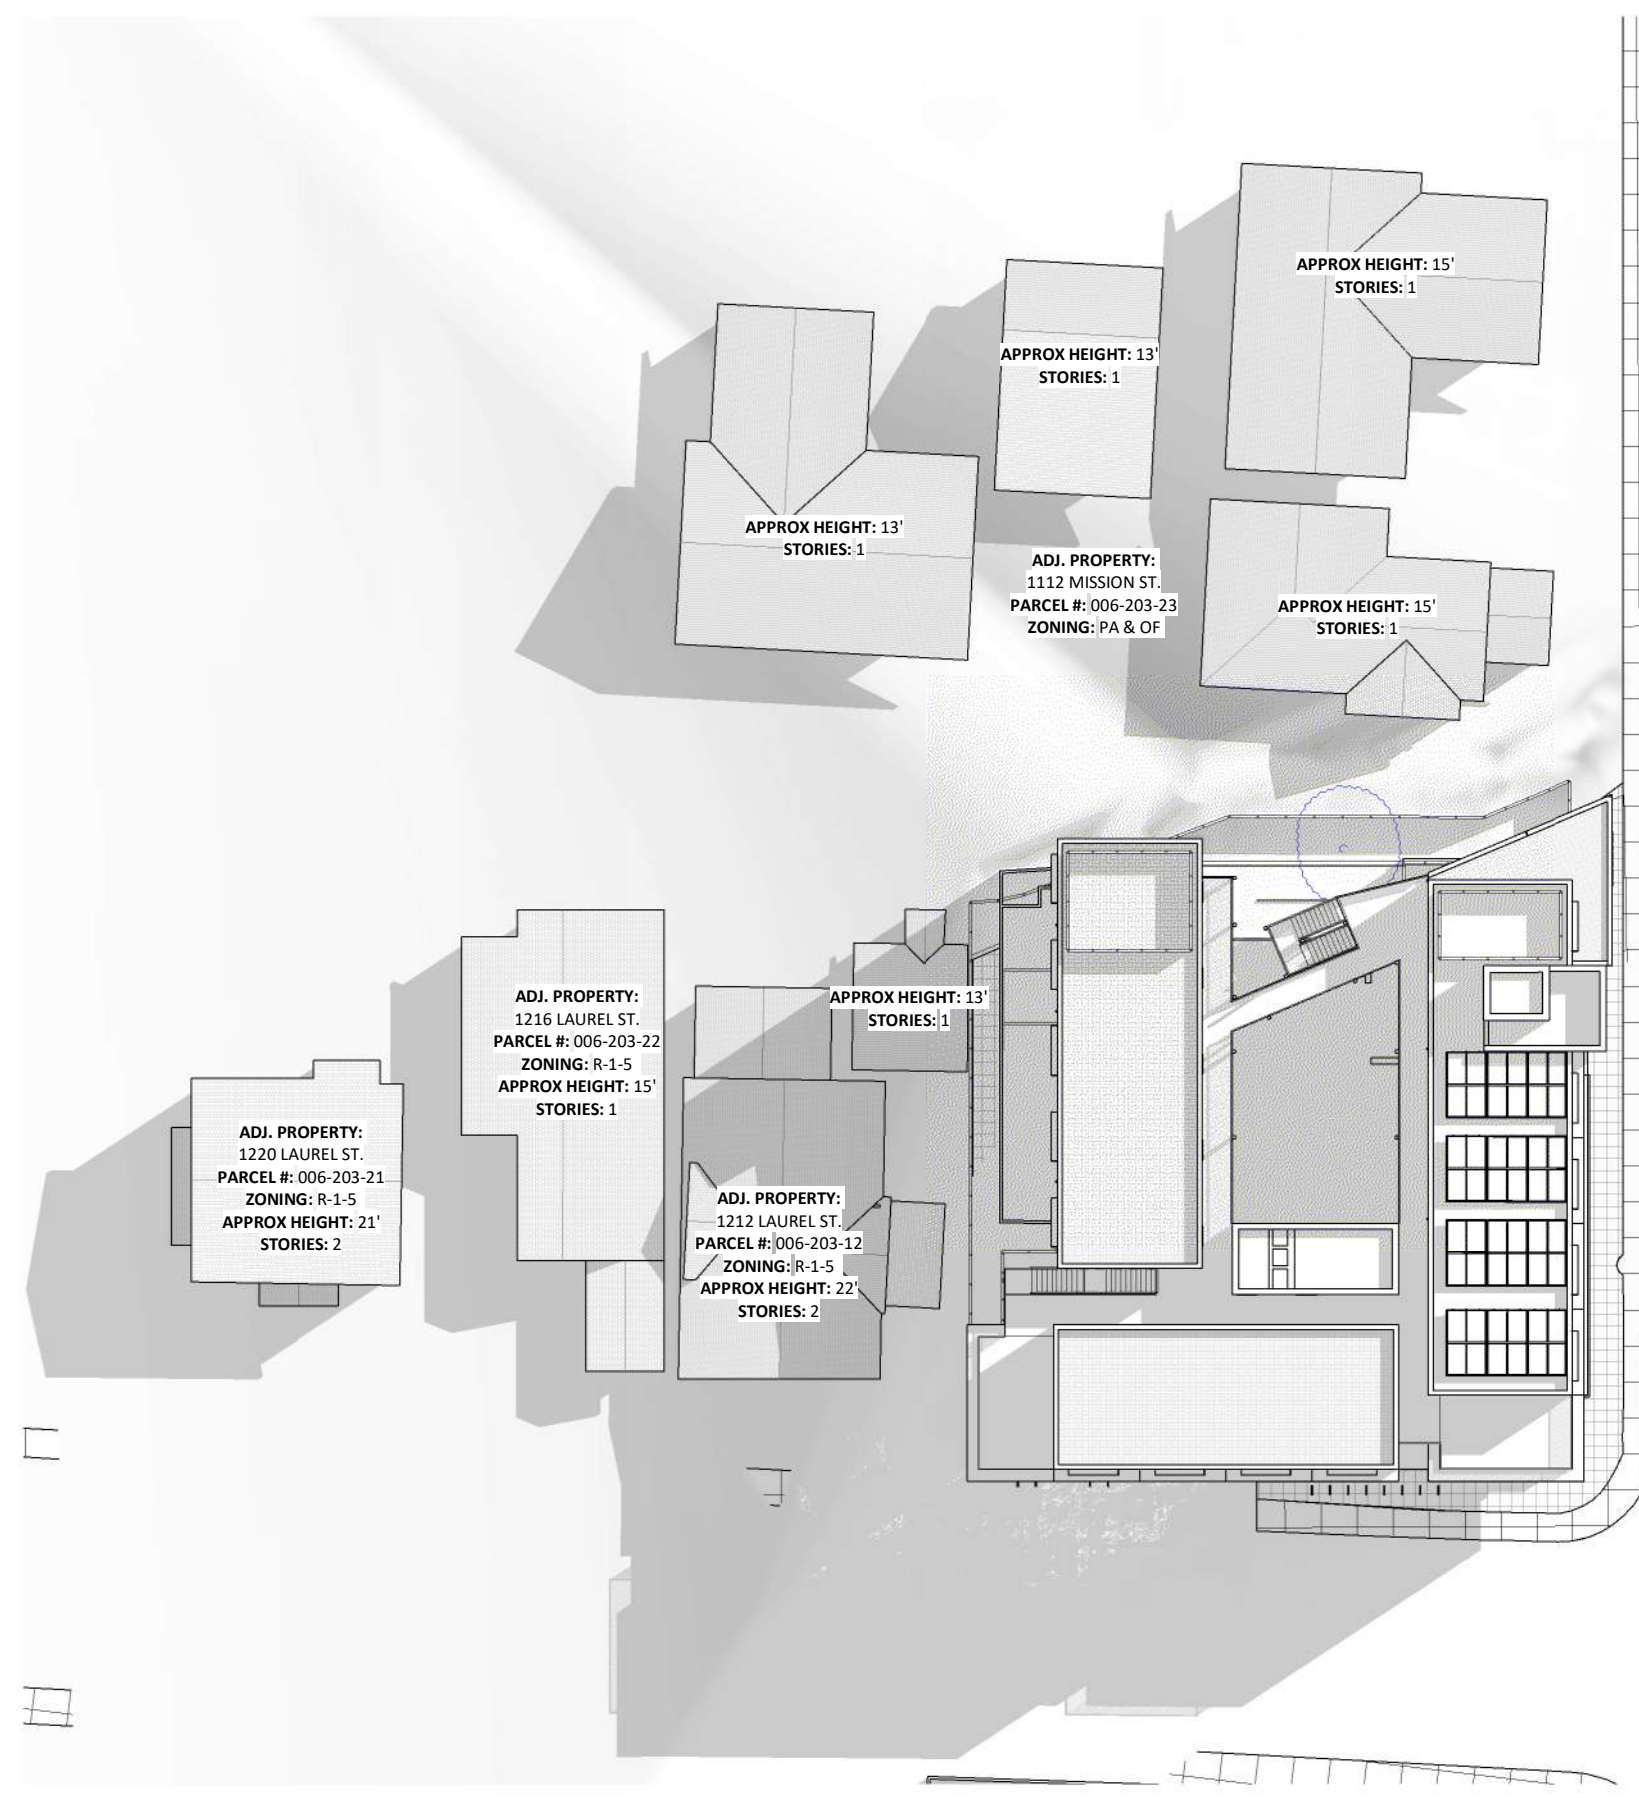 APPROX HEIGHT: 15'
STORIES: 1
APPROX HEIGHT: 13'
STORIES: 1
APPROX HEIGHT: 13'
STORIES: 1
ADJ. PROPERTY:
1112 MISSION ST.
PARCEL #: 006-203-23
ZONING: PA & OF
APPROX HEIGHT: 15'
STORIES: 1
APPROX HEIGHT: 13'
STORIES: 1
ADJ. PROPERTY:
1216 LAUREL ST.
PARCEL #: 006-203-22
ZONING: R-1-5
APPROX HEIGHT: 15'
STORIES: 1
ADJ. PROPERTY:
1220 LAUREL ST.
PARCEL #: 006-203-21
ZONING: R-1-5
APPROX HEIGHT: 21'
STORIES: 2
ADJ. PROPERTY:
1212 LAUREL ST.
PARCEL #: 006-203-12
ZONING: R-1-5
APPROX HEIGHT: 22'
STORIES: 2